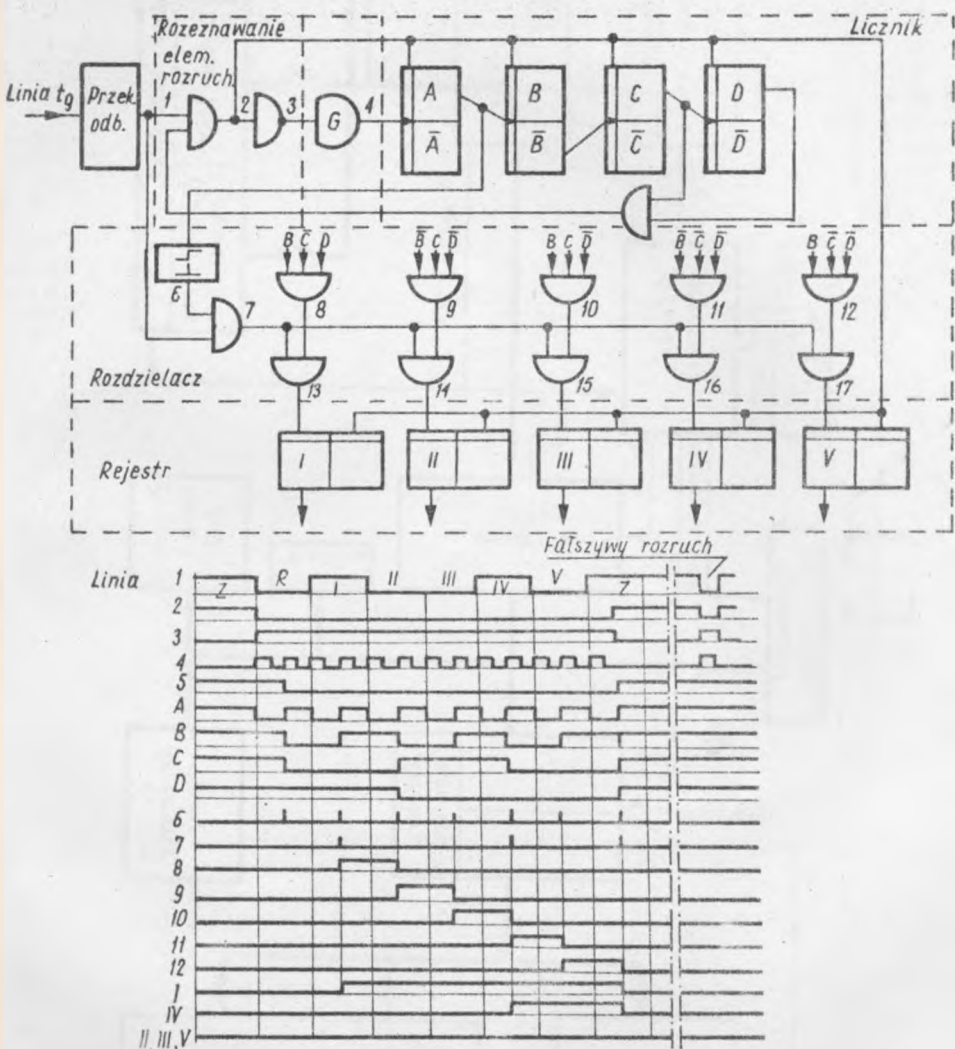 Rozeznawanie
elem.
rozruch.
Licznik
Linia tg
Przek.
odb.
1
2
3
G
4
A
Ā
B
B̄
C
C̄
D
D̄
6
7
B C̄ D̄
B̄ C D̄
B̄ C D̄
B̄ C̄ D̄
B C̄ D̄
8
9
10
11
12
13
14
15
16
17
Rozdzielacz
Rejestr
I
II
III
IV
V
Fałszywy rozruch
Linia
1
Z
R
I
II
III
IV
V
Z
2
3
4
5
A
B
C
D
6
7
8
9
10
11
12
I
IV
II, III, V